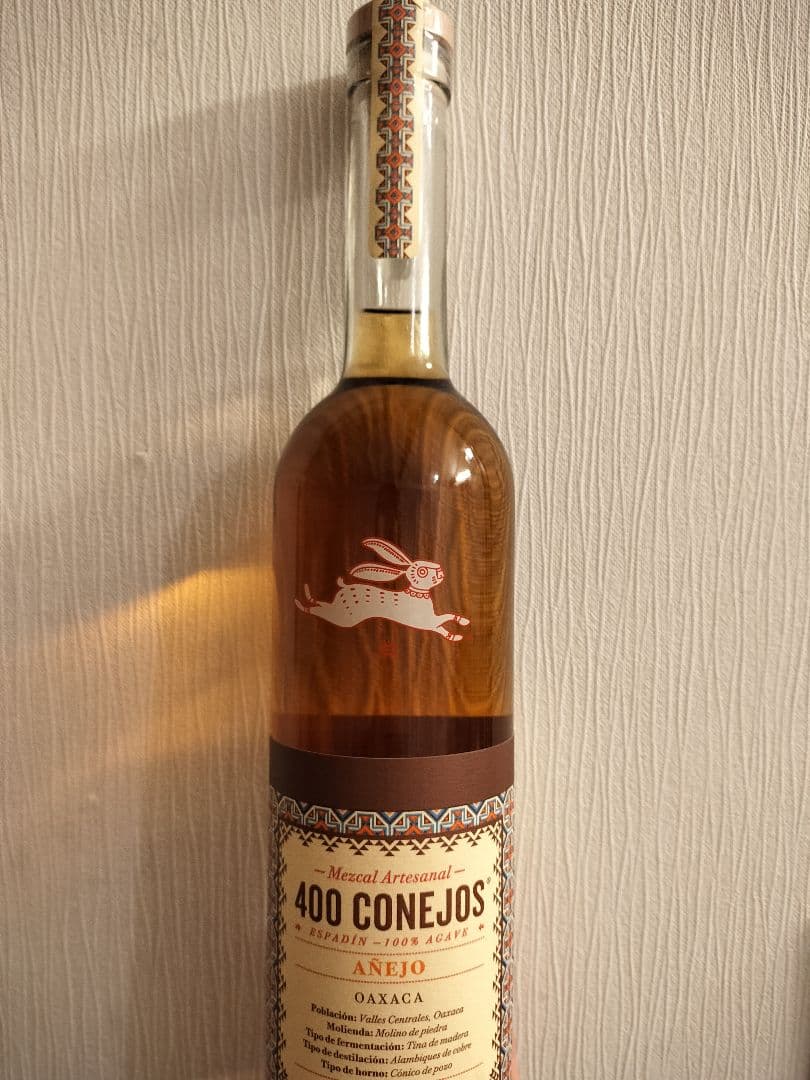 — Mezcal Artesanal —
400 CONEJOS®
ESPADÍN – 100% AGAVE
AÑEJO
OAXACA
Población: Valles Centrales, Oaxaca
Molienda: Molino de piedra
Tipo de fermentación: Tina de madera
Tipo de destilación: Alambiques de cobre
Tipo de horno: Cónico de pozo